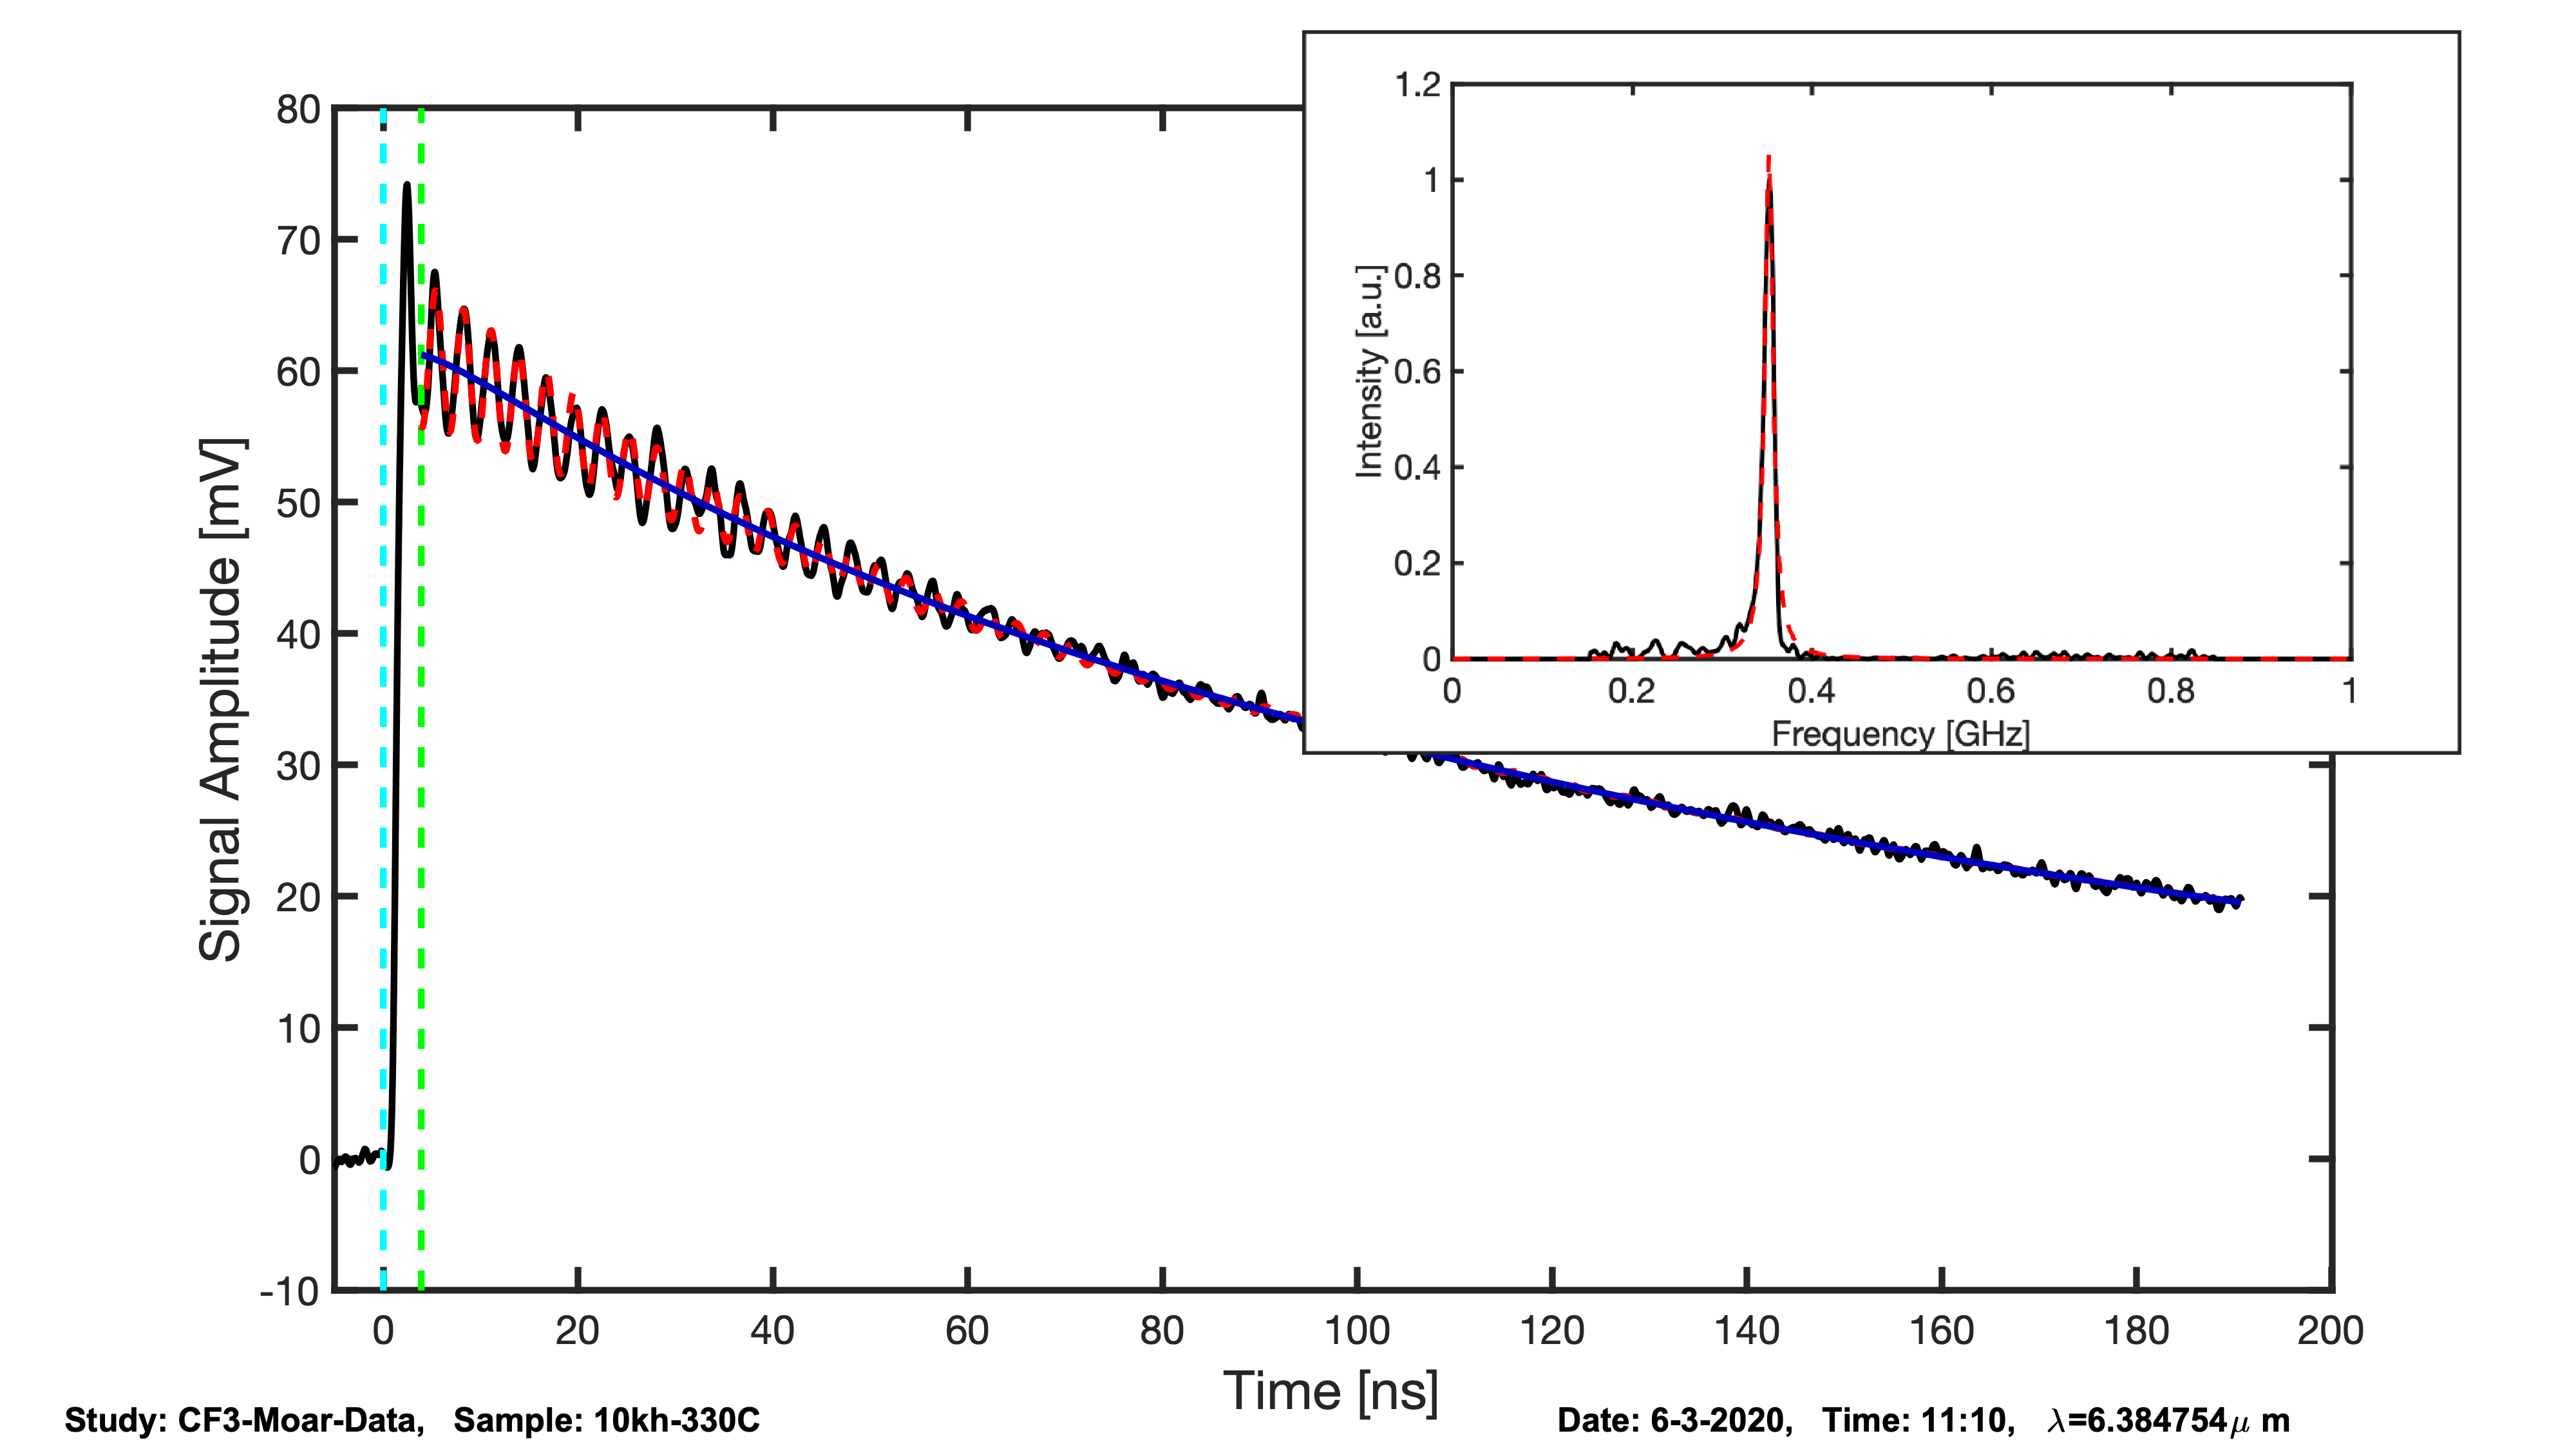 80
70
60
50
40
30
20
10
0
-10
Signal Amplitude [mV]
0 20 40 60 80 100 120 140 160 180 200
Time [ns]
1.2
1
0.8
0.6
0.4
0.2
0
Intensity [a.u.]
0 0.2 0.4 0.6 0.8 1
Frequency [GHz]
Study: CF3-Moar-Data, Sample: 10kh-330C
Date: 6-3-2020, Time: 11:10, λ=6.384754μ m